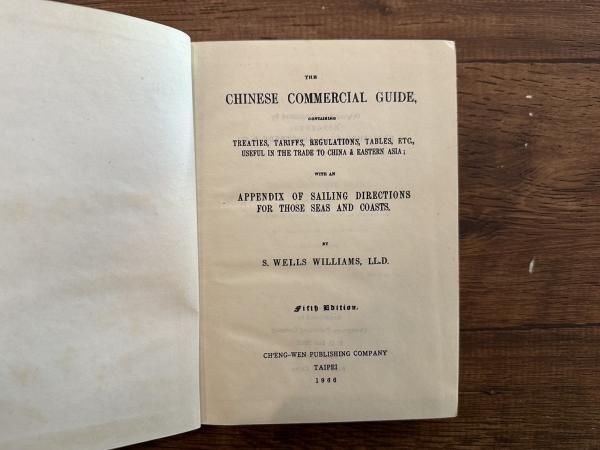 THE
CHINESE COMMERCIAL GUIDE,
CONTAINING
TREATIES, TARIFFS, REGULATIONS, TABLES, ETC.,
USEFUL IN THE TRADE TO CHINA & EASTERN ASIA;
WITH AN
APPENDIX OF SAILING DIRECTIONS
FOR THOSE SEAS AND COASTS.
BY
S. WELLS WILLIAMS, LL.D.
Fifth Edition.
CH'ENG-WEN PUBLISHING COMPANY
TAIPEI
1966